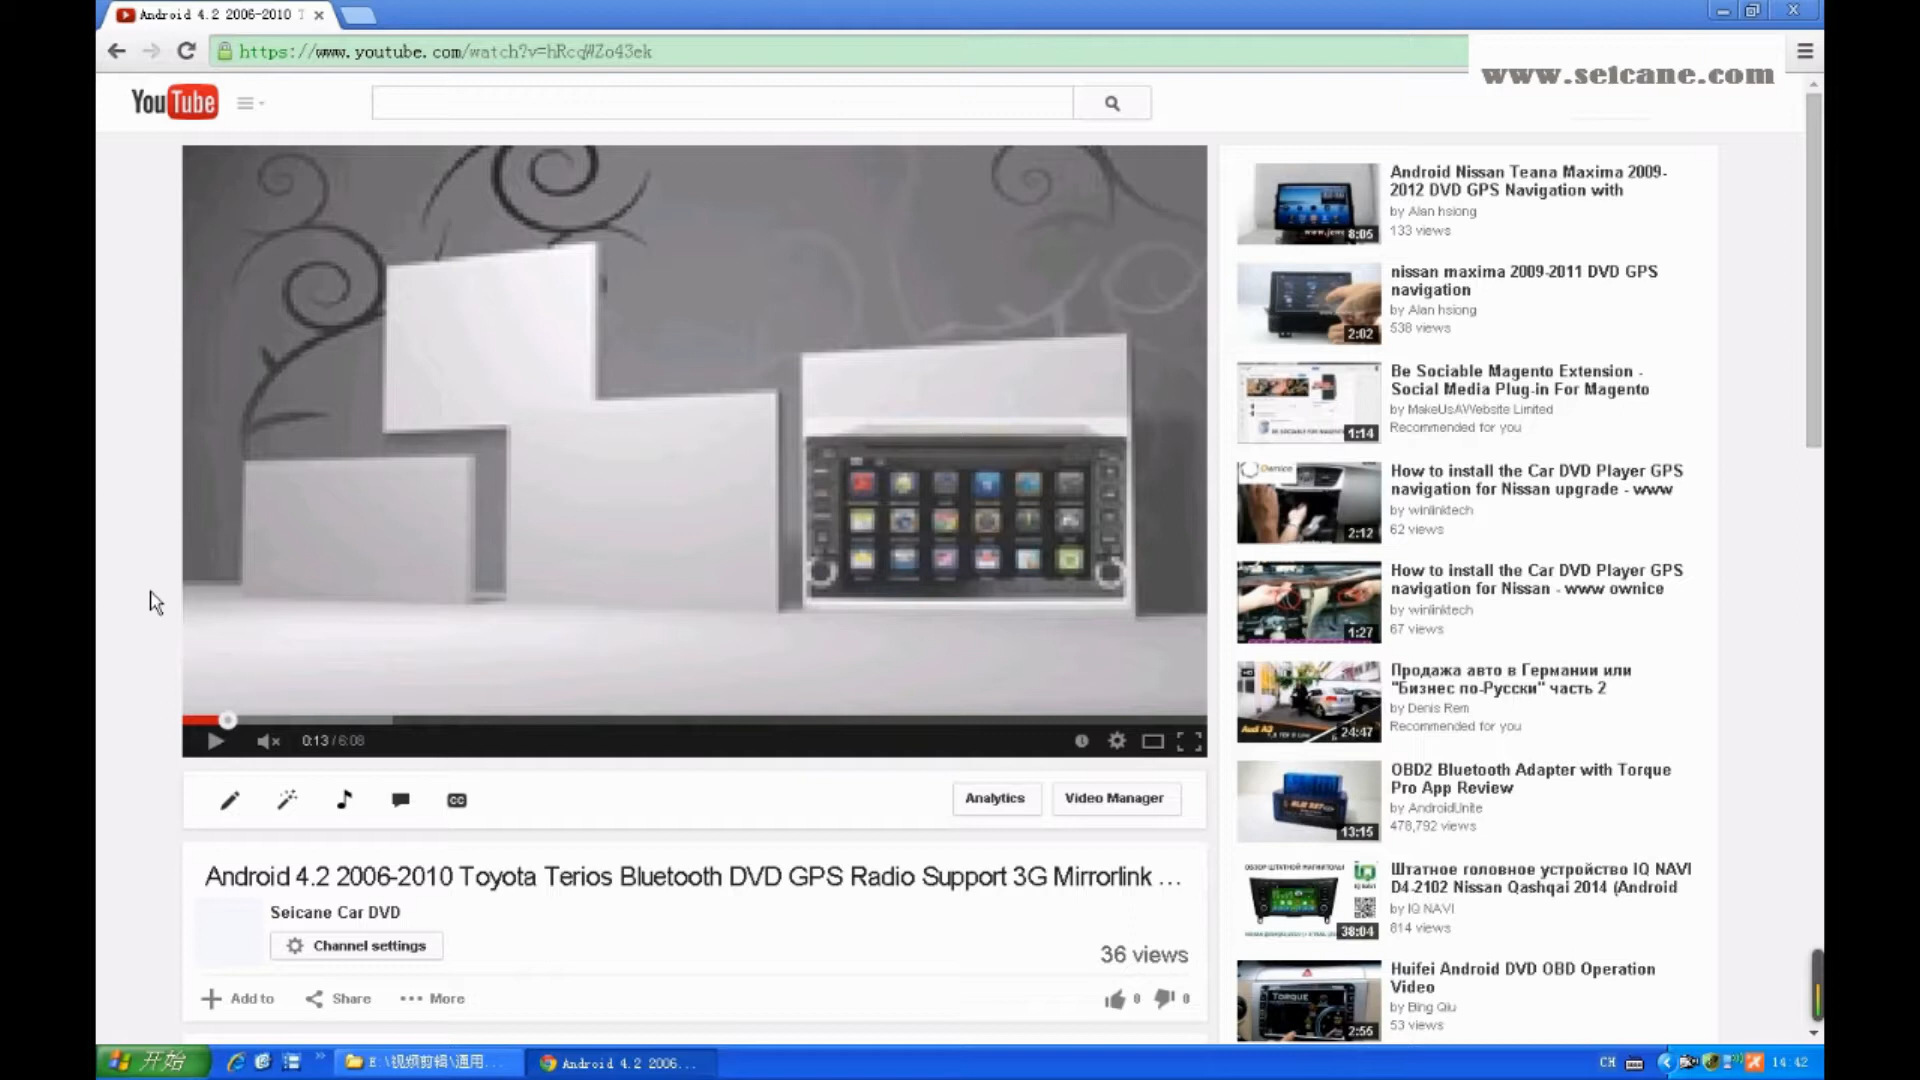 Android 4.2 2006-2010 T
https://www.youtube.com/watch?v=hRcqWZo43ek
www.seicane.com
YouTube
Android Nissan Teana Maxima 2009-
2012 DVD GPS Navigation with
by Alan hsiong
133 views
8:05
nissan maxima 2009-2011 DVD GPS
navigation
by Alan hsiong
538 views
2:02
Be Sociable Magento Extension -
Social Media Plug-in For Magento
by MakeUsAWebsite Limited
Recommended for you
1:14
How to install the Car DVD Player GPS
navigation for Nissan upgrade - www
by winlinktech
62 views
Ownice
2:12
How to install the Car DVD Player GPS
navigation for Nissan - www ownice
by winlinktech
67 views
1:27
Продажа авто в Германии или
"Бизнес по-Русски" часть 2
by Denis Rem
Recommended for you
24:47
OBD2 Bluetooth Adapter with Torque
Pro App Review
by AndroidUnite
478,792 views
13:15
Штатное головное устройство IQ NAVI
D4-2102 Nissan Qashqai 2014 (Android
by IQ NAVI
814 views
38:04
Huifei Android DVD OBD Operation
Video
by Bing Qiu
53 views
TORQUE
2:56
0:13 / 6:08
CC
Analytics
Video Manager
Android 4.2 2006-2010 Toyota Terios Bluetooth DVD GPS Radio Support 3G Mirrorlink ...
Seicane Car DVD
Channel settings
36 views
Add to
Share
More
0
0
开始
E:\视频剪辑\通用...
Android 4.2 2006...
CH
14:42